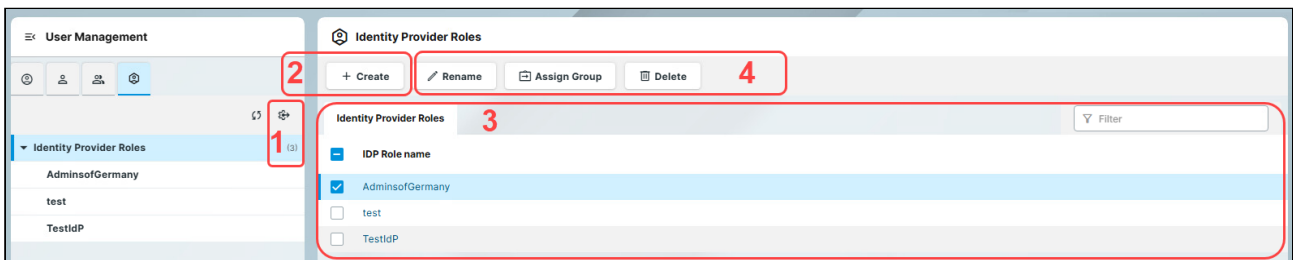 User Management
Identity Provider Roles
2
+ Create
Rename
Assign Group
Delete
4
1
Identity Provider Roles
3
Filter
Identity Provider Roles (3)
IDP Role name
AdminsofGermany
AdminsofGermany
test
test
TestIdP
TestIdP